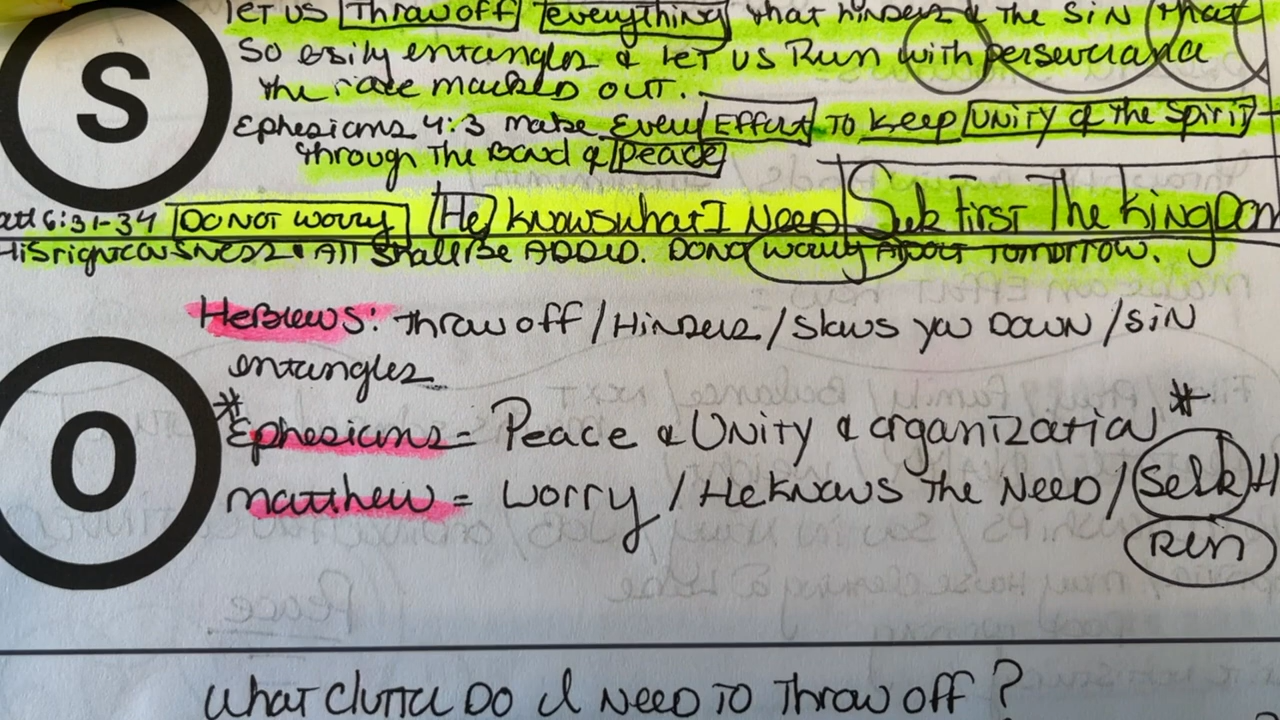 let us Throw off everything that hinders & the SiN that
S
So easily entangles & LET US Run with perseverance
the race marked OUT.
Ephesians 4:3 make Every Effort TO Keep UNiTY of the Spirit
through The Bond of peace
att 6:31-34 DO NOT worry He knows what I Need Seek First The KingDom
His righteousness & All Shall Be ADDED. DO NOT worry About Tomorrow.
HeBrews: Throw off / HiNDers / Slows you DOWN / SiN
entangles
O
*Ephesians = Peace & UNiTy & organization *
matthew = worry / He Knows the Need / Seek H
Run
Peace
What Clutter DO I NEED TO Throw off ?